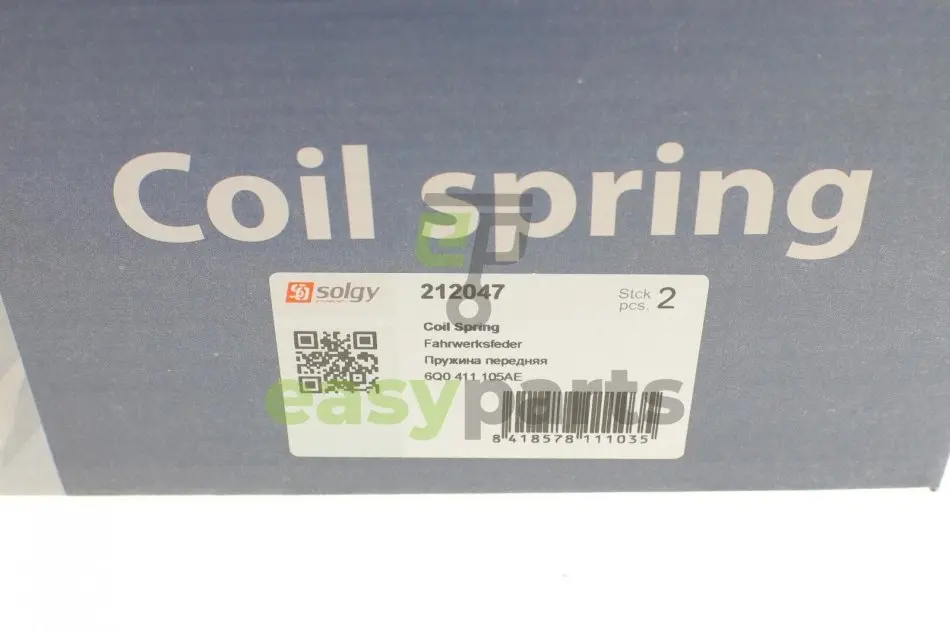 Coil spring
solgy
212047
Stck
pcs. 2
Coil Spring
Fahrwerksfeder
Пружина передняя
6Q0 411 105AE
easyparts
8 418578 111035